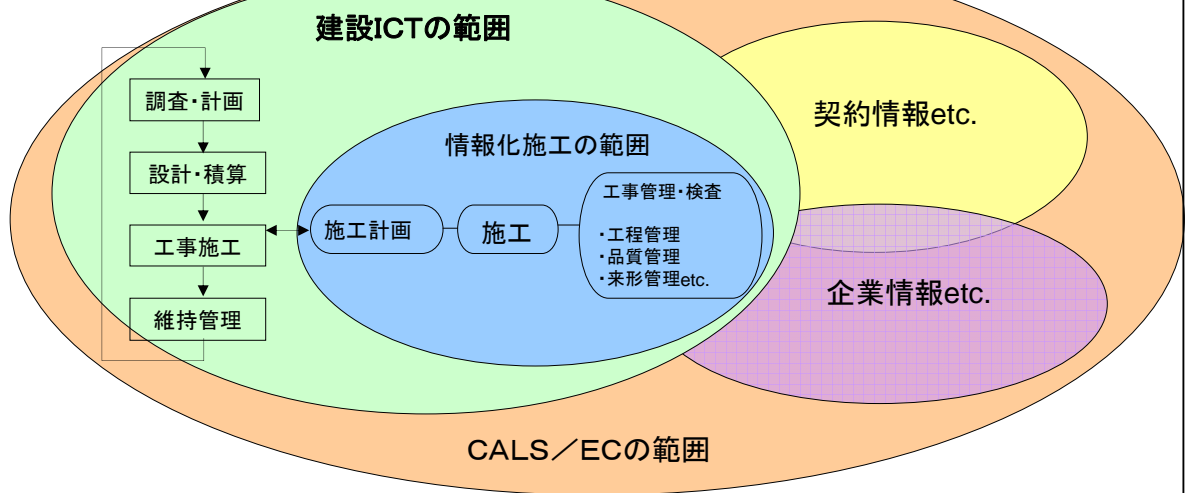 建設ICTの範囲
調査・計画
設計・積算
工事施工
維持管理
情報化施工の範囲
施工計画
施工
工事管理・検査
・工程管理
・品質管理
・来形管理etc.
契約情報etc.
企業情報etc.
CALS／ECの範囲